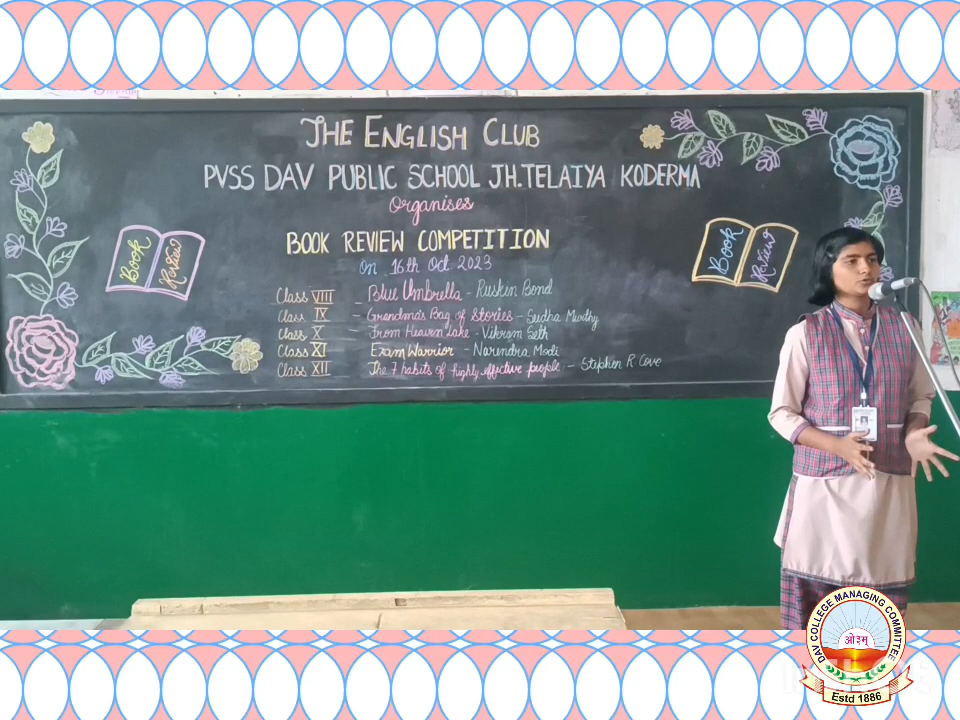 THE ENGLISH CLUB
PVSS DAV PUBLIC SCHOOL JH.TELAIYA KODERMA
Organises
BOOK REVIEW COMPETITION
On 16th Oct 2023
Class VIII - Blue Umbrella - Ruskin Bond
Class IX - Grandma's Bag of Stories - Sudha Murthy
Class X - From Heaven Lake - Vikram Seth
Class XI - Exam Warrior - Narendra Modi
Class XII - The 7 habits of highly effective people - Stephen R Cove
Book Review
Book Review
DAV COLLEGE MANAGING COMMITTEE
ओ३म्
Estd 1886